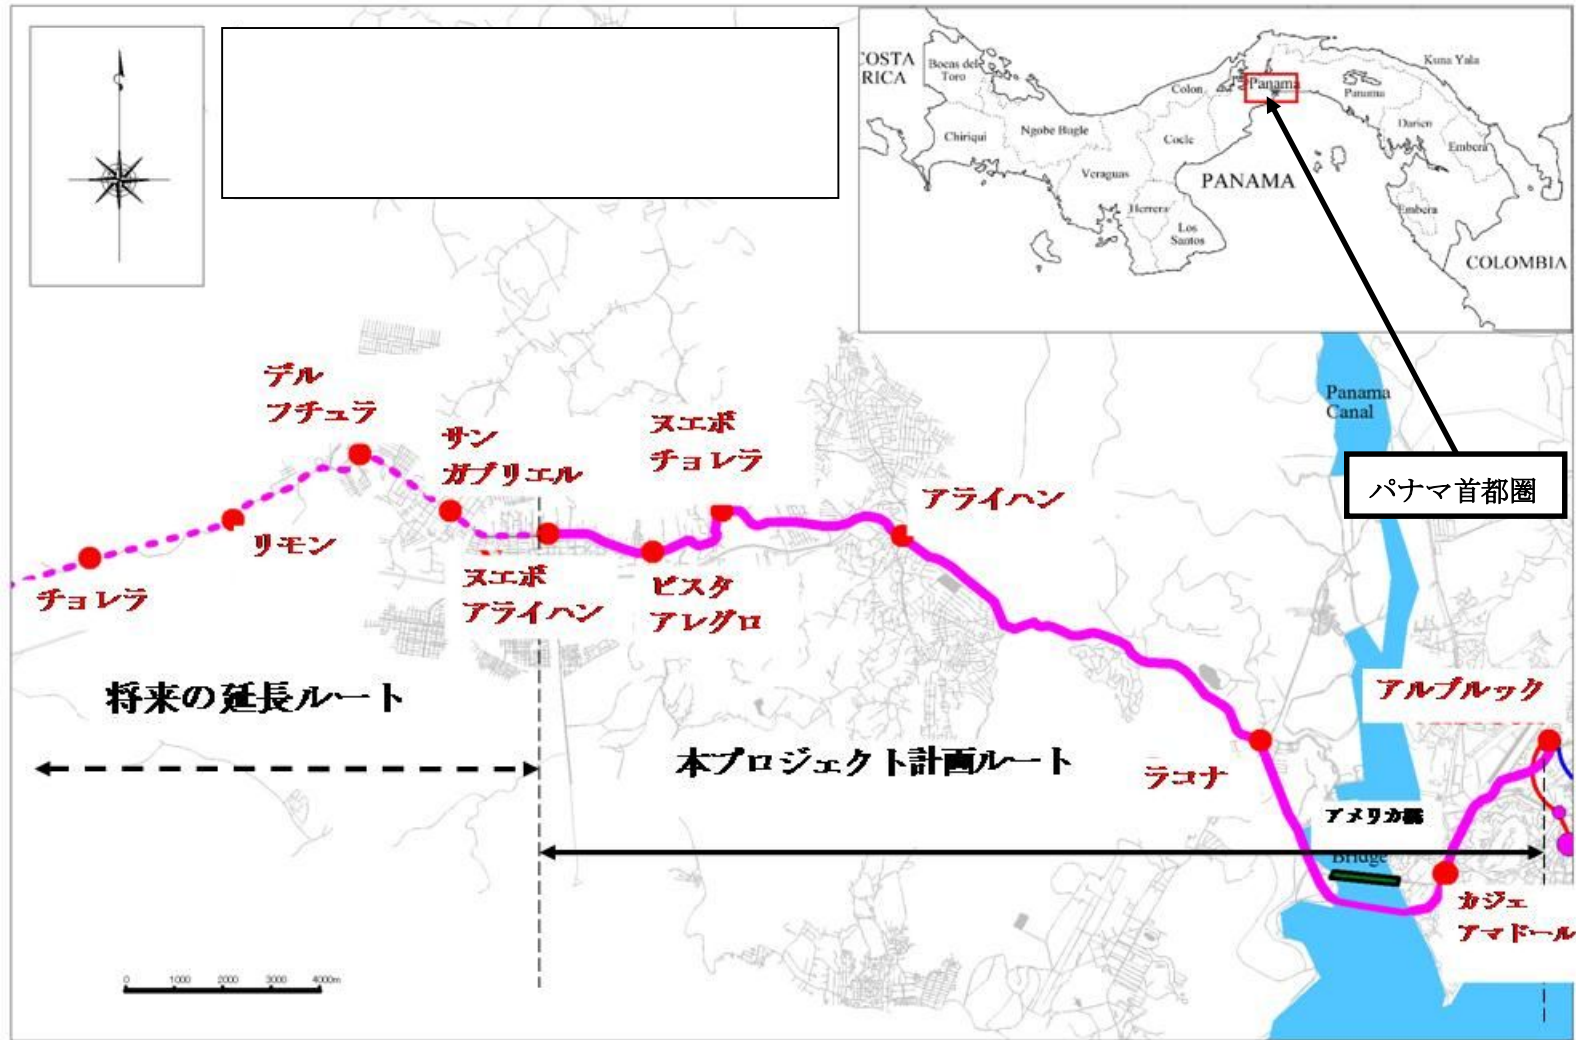 COSTA
RICA
Bocas del
Toro
Chiriqui
Ngobe Bugle
Veraguas
Herrera
Los
Santos
Cocle
Colon
Panama
Panama
Kuna Yala
Darien
Embera
Embera
PANAMA
COLOMBIA
Panama
Canal
パナマ首都圏
デル
フチュラ
サン
ガブリエル
ヌエボ
チョレラ
アライハン
リモン
チョレラ
ヌエボ
アライハン
ビスタ
アレグロ
将来の延長ルート
本プロジェクト計画ルート
アルブルック
ラコナ
アメリカ橋
Bridge
カジェ
アマドール
0 1000 2000 3000 4000m